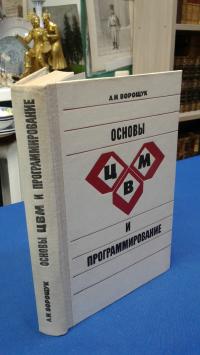 А.Н. ВОРОЩУК
ОСНОВЫ
ЦВМ
И
ПРОГРАММИРОВАНИЕ
А.Н. ВОРОЩУК ОСНОВЫ ЦВМ И ПРОГРАММИРОВАНИЕ